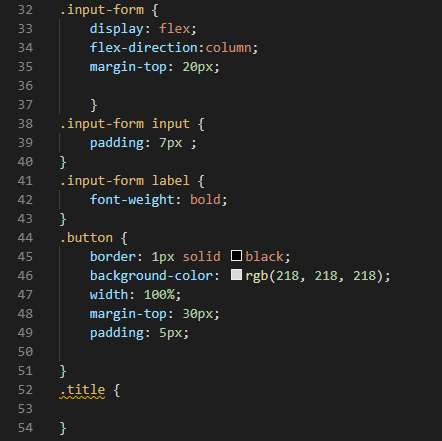 32 .input-form {
33     display: flex;
34     flex-direction:column;
35     margin-top: 20px;
36
37     }
38 .input-form input {
39     padding: 7px ;
40 }
41 .input-form label {
42     font-weight: bold;
43 }
44 .button {
45     border: 1px solid black;
46     background-color: rgb(218, 218, 218);
47     width: 100%;
48     margin-top: 30px;
49     padding: 5px;
50
51 }
52 .title {
53
54 }